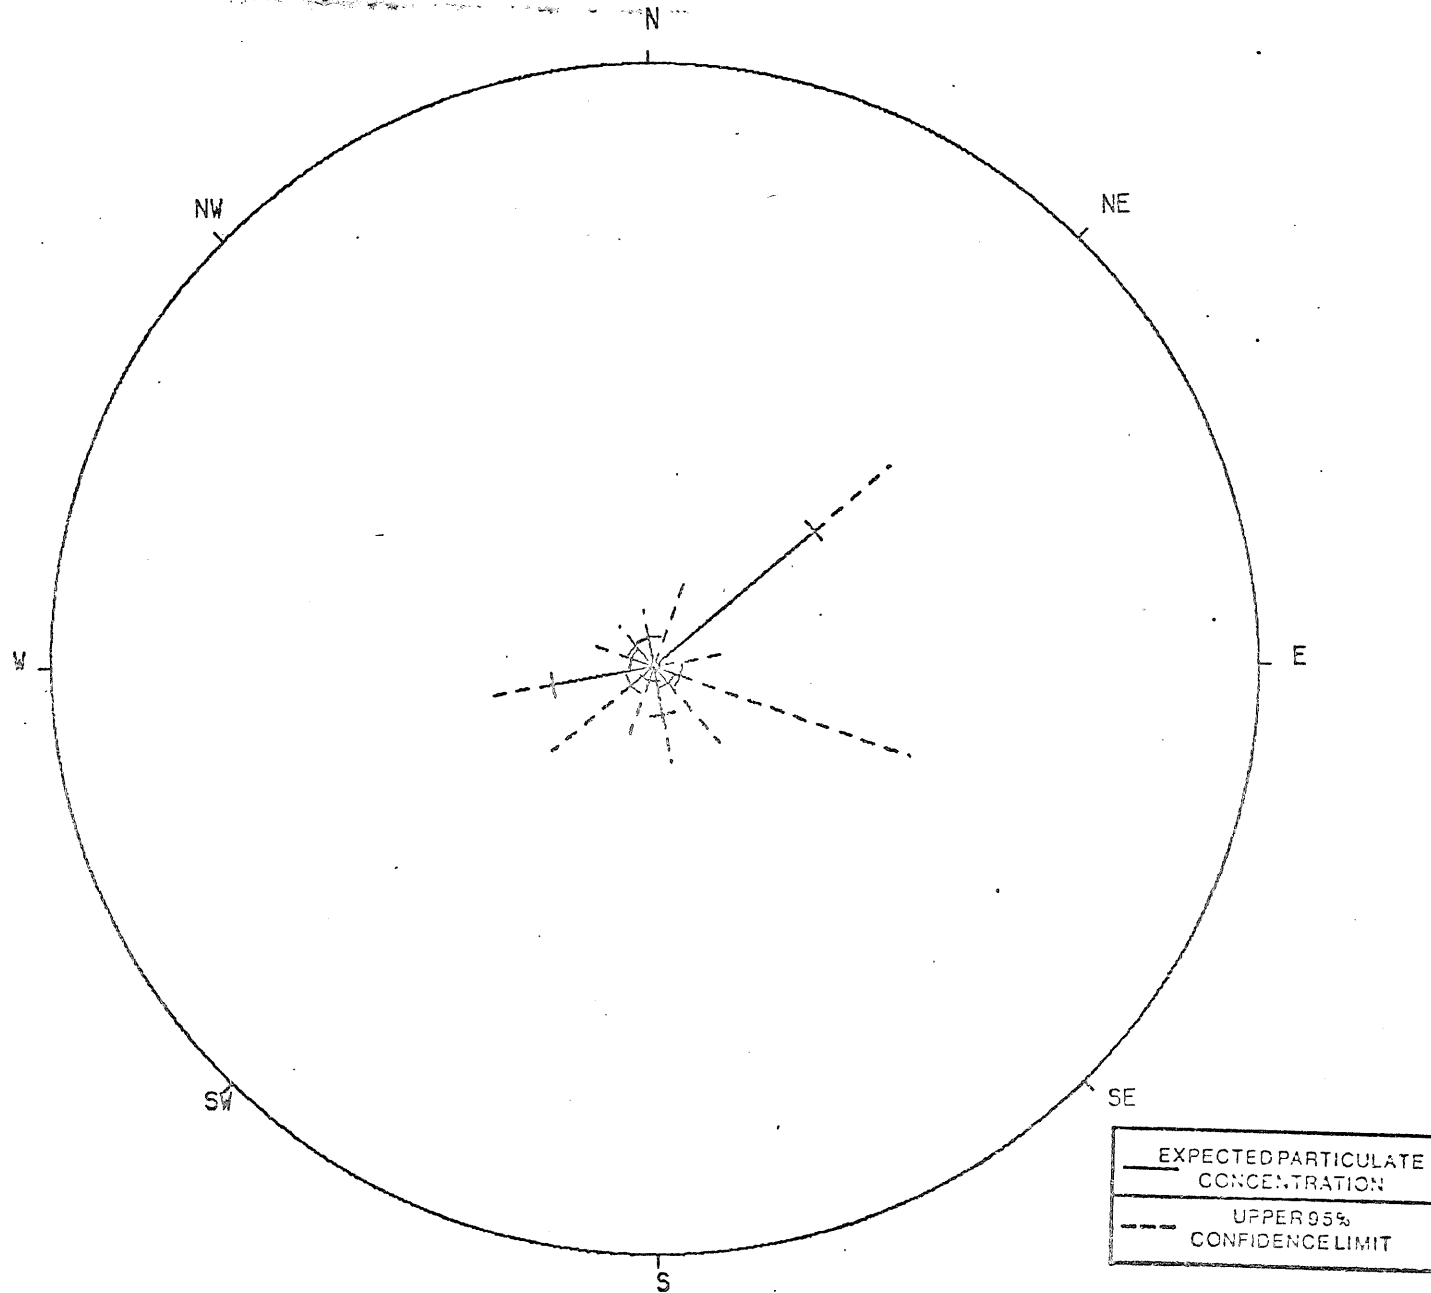 N
NW
NE
W
E
SW
SE
S
EXPECTED PARTICULATE
CONCENTRATION
UPPER 95%
CONFIDENCE LIMIT